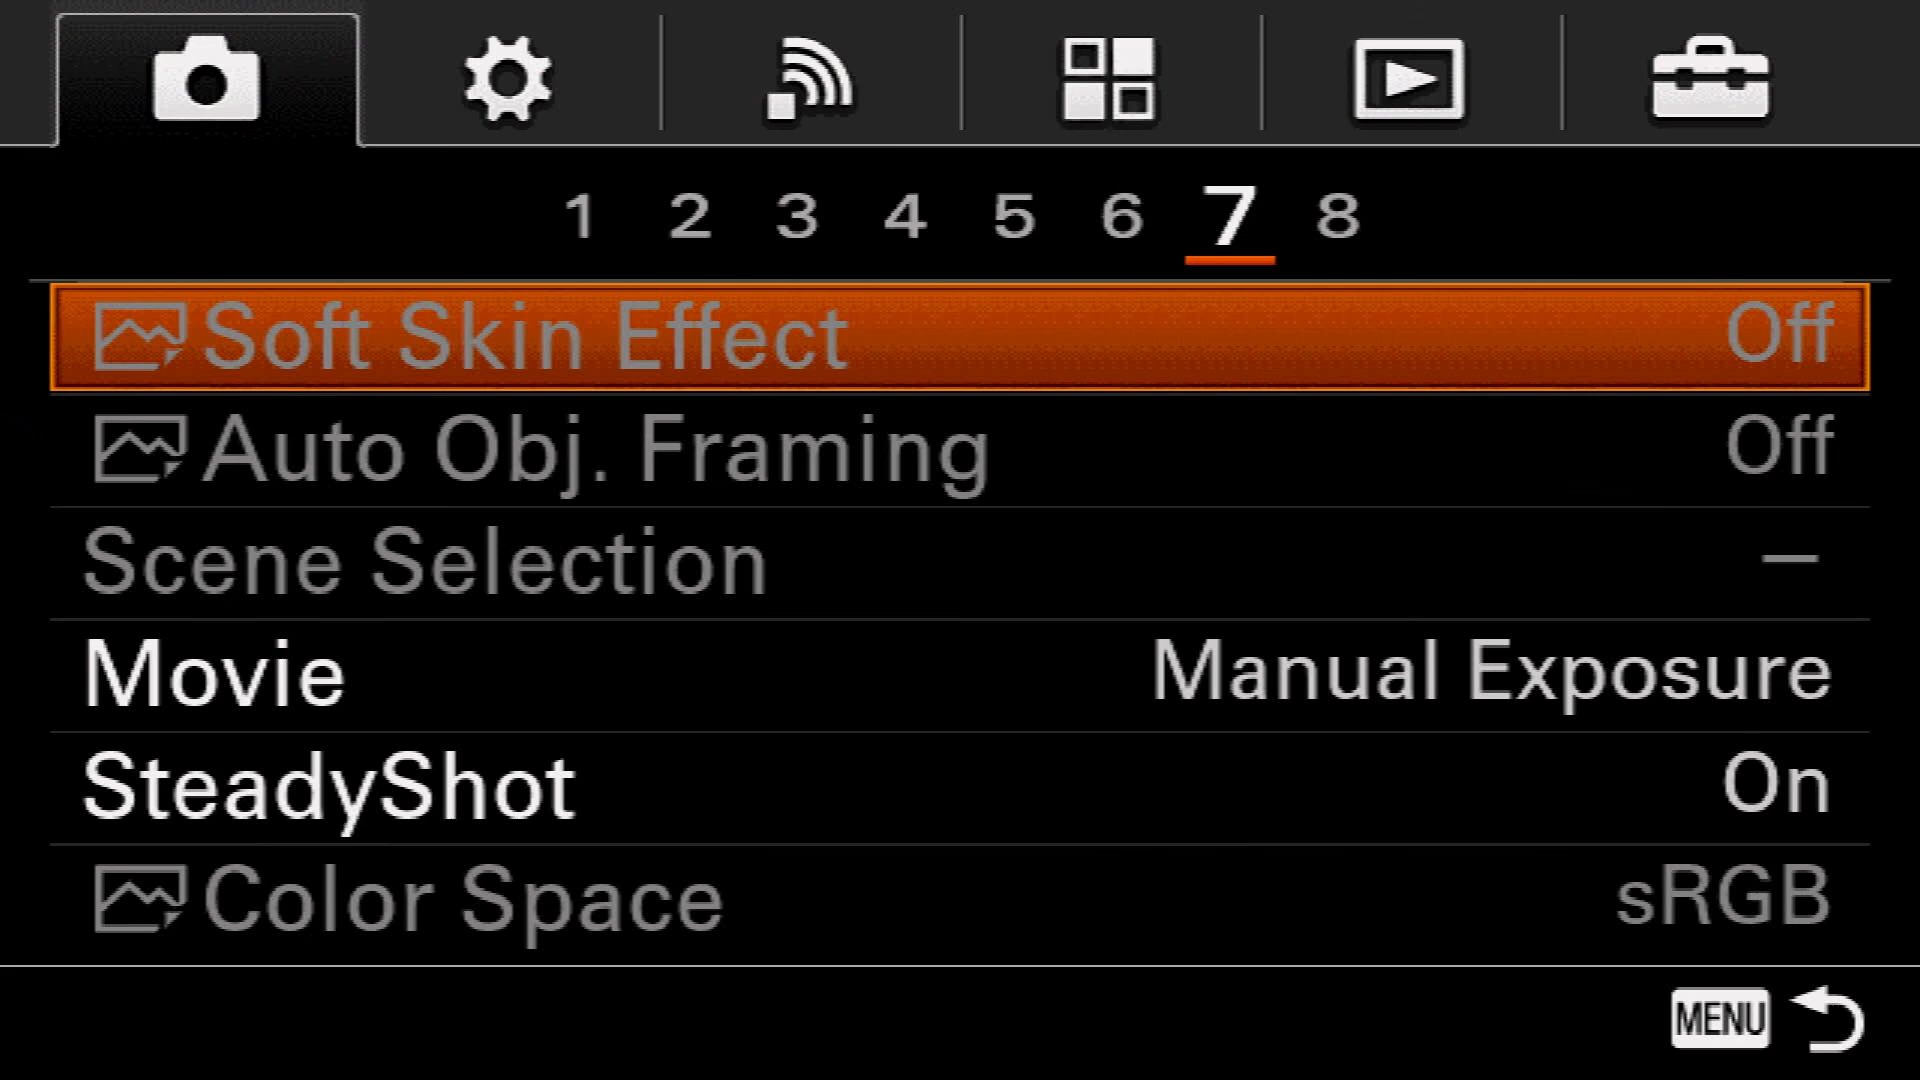 1 2 3 4 5 6 7 8
Soft Skin Effect Off
Auto Obj. Framing Off
Scene Selection –
Movie Manual Exposure
SteadyShot On
Color Space sRGB
MENU